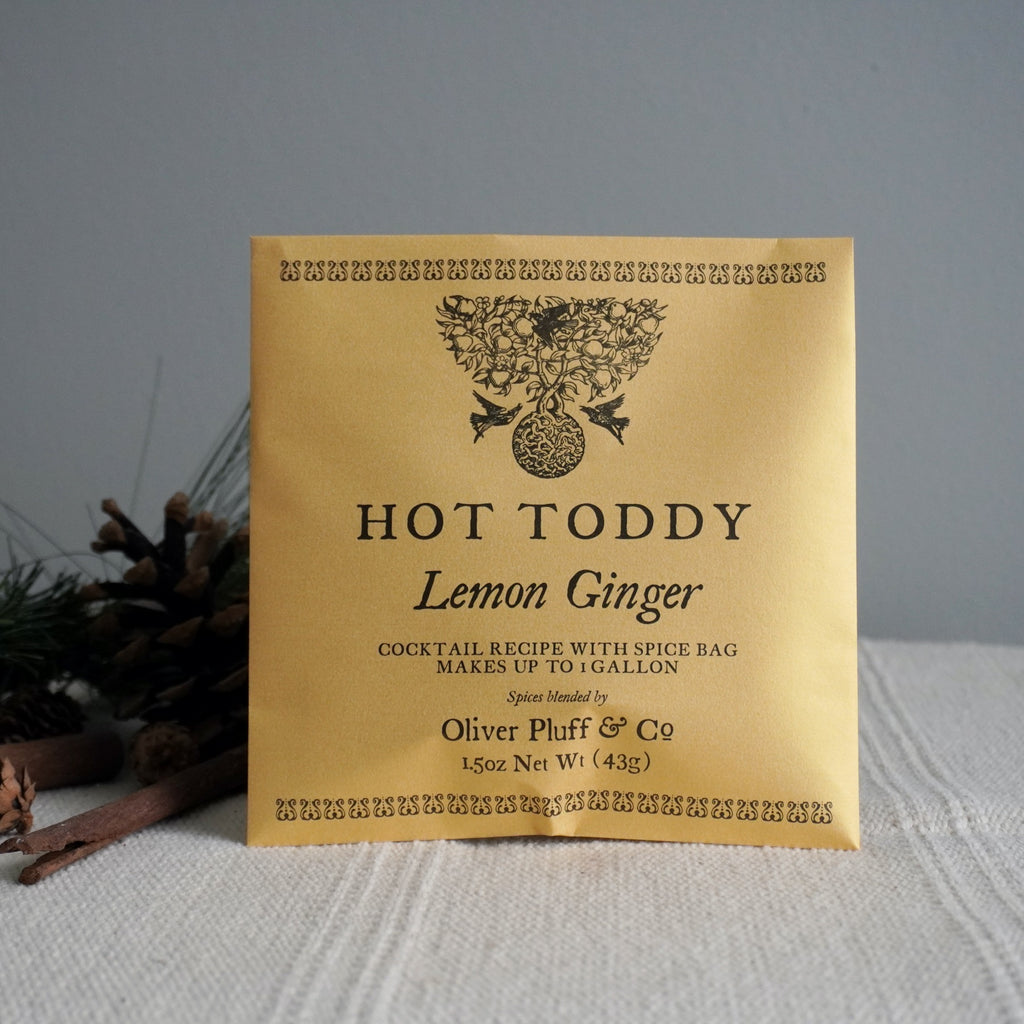 HOT TODDY
Lemon Ginger
COCKTAIL RECIPE WITH SPICE BAG
MAKES UP TO 1 GALLON
Spices blended by
Oliver Pluff & Co
1.5oz Net Wt (43g)